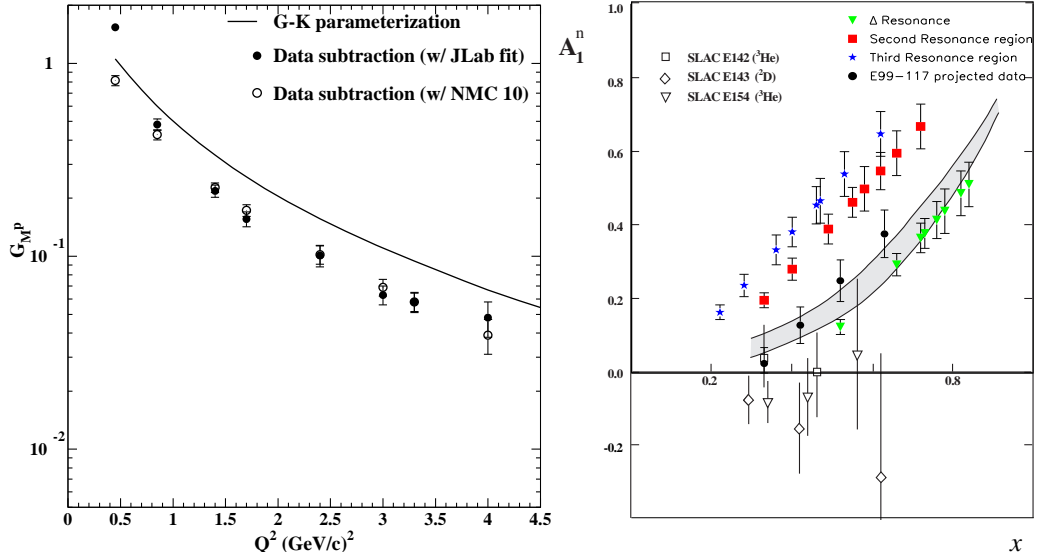 G-K parameterization
Data subtraction (w/ JLab fit)
Data subtraction (w/ NMC 10)
1
10⁻¹
10⁻²
G_M^p
0 0.5 1 1.5 2 2.5 3 3.5 4 4.5
Q² (GeV/c)²
A₁ⁿ
1.0
0.8
0.6
0.4
0.2
0.0
-0.2
SLAC E142 (³He)
SLAC E143 (²D)
SLAC E154 (³He)
Δ Resonance
Second Resonance region
Third Resonance region
E99-117 projected data
0.2 0.8
x